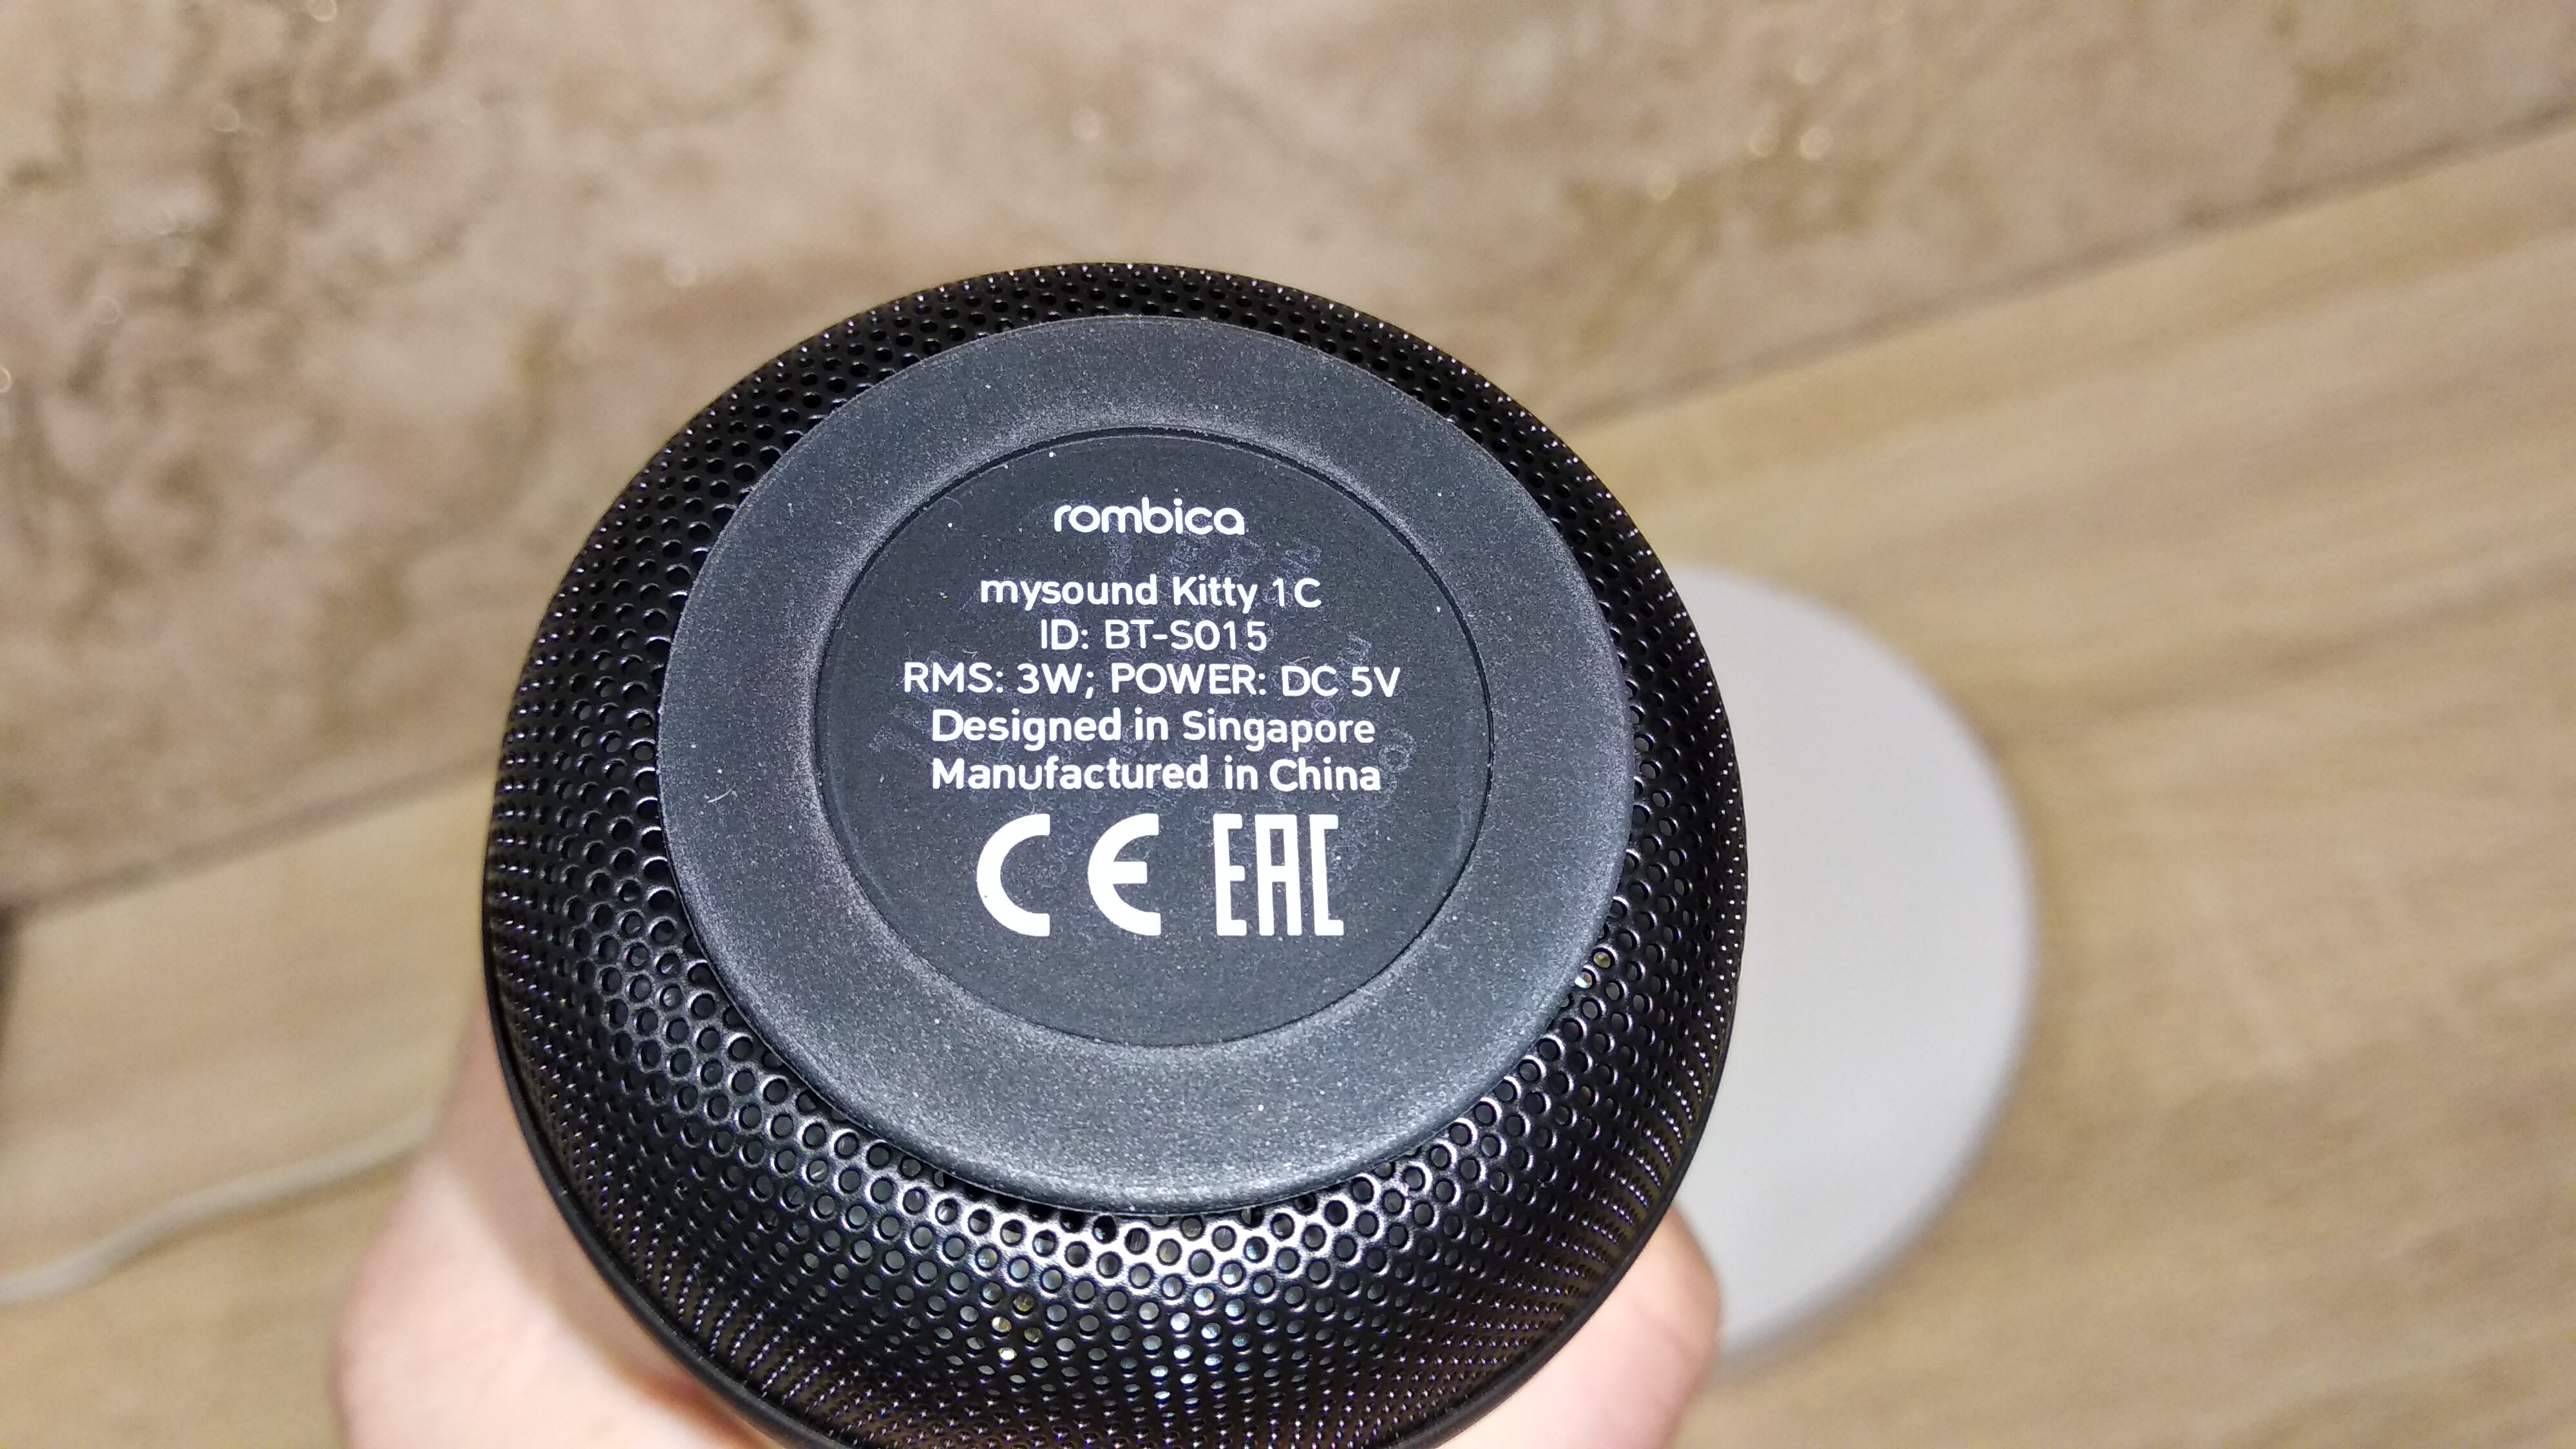 rombica
mysound Kitty 1C
ID: BT-S015
RMS: 3W; POWER: DC 5V
Designed in Singapore
Manufactured in China
CE EAC